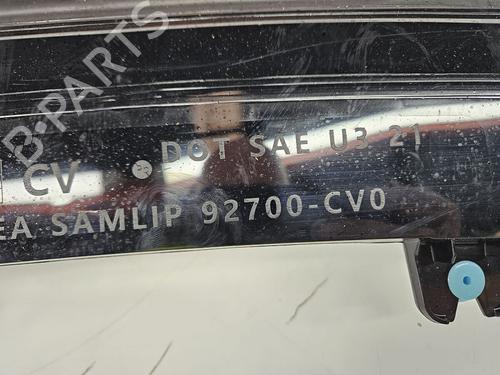 B-PARTS
CV DOT SAE U3 21
EA SAMLIP 92700-CV0